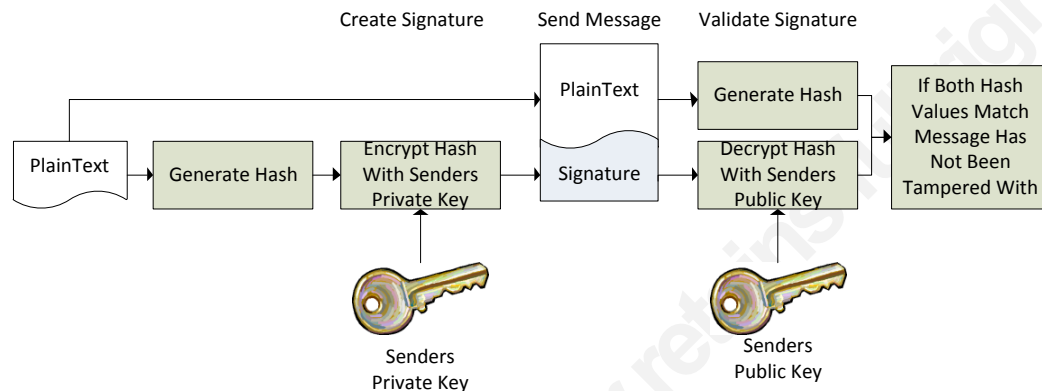 Create Signature
Send Message
Validate Signature
PlainText
Generate Hash
Encrypt Hash
With Senders
Private Key
PlainText
Signature
Generate Hash
Decrypt Hash
With Senders
Public Key
If Both Hash
Values Match
Message Has
Not Been
Tampered With
Senders
Private Key
Senders
Public Key
retains